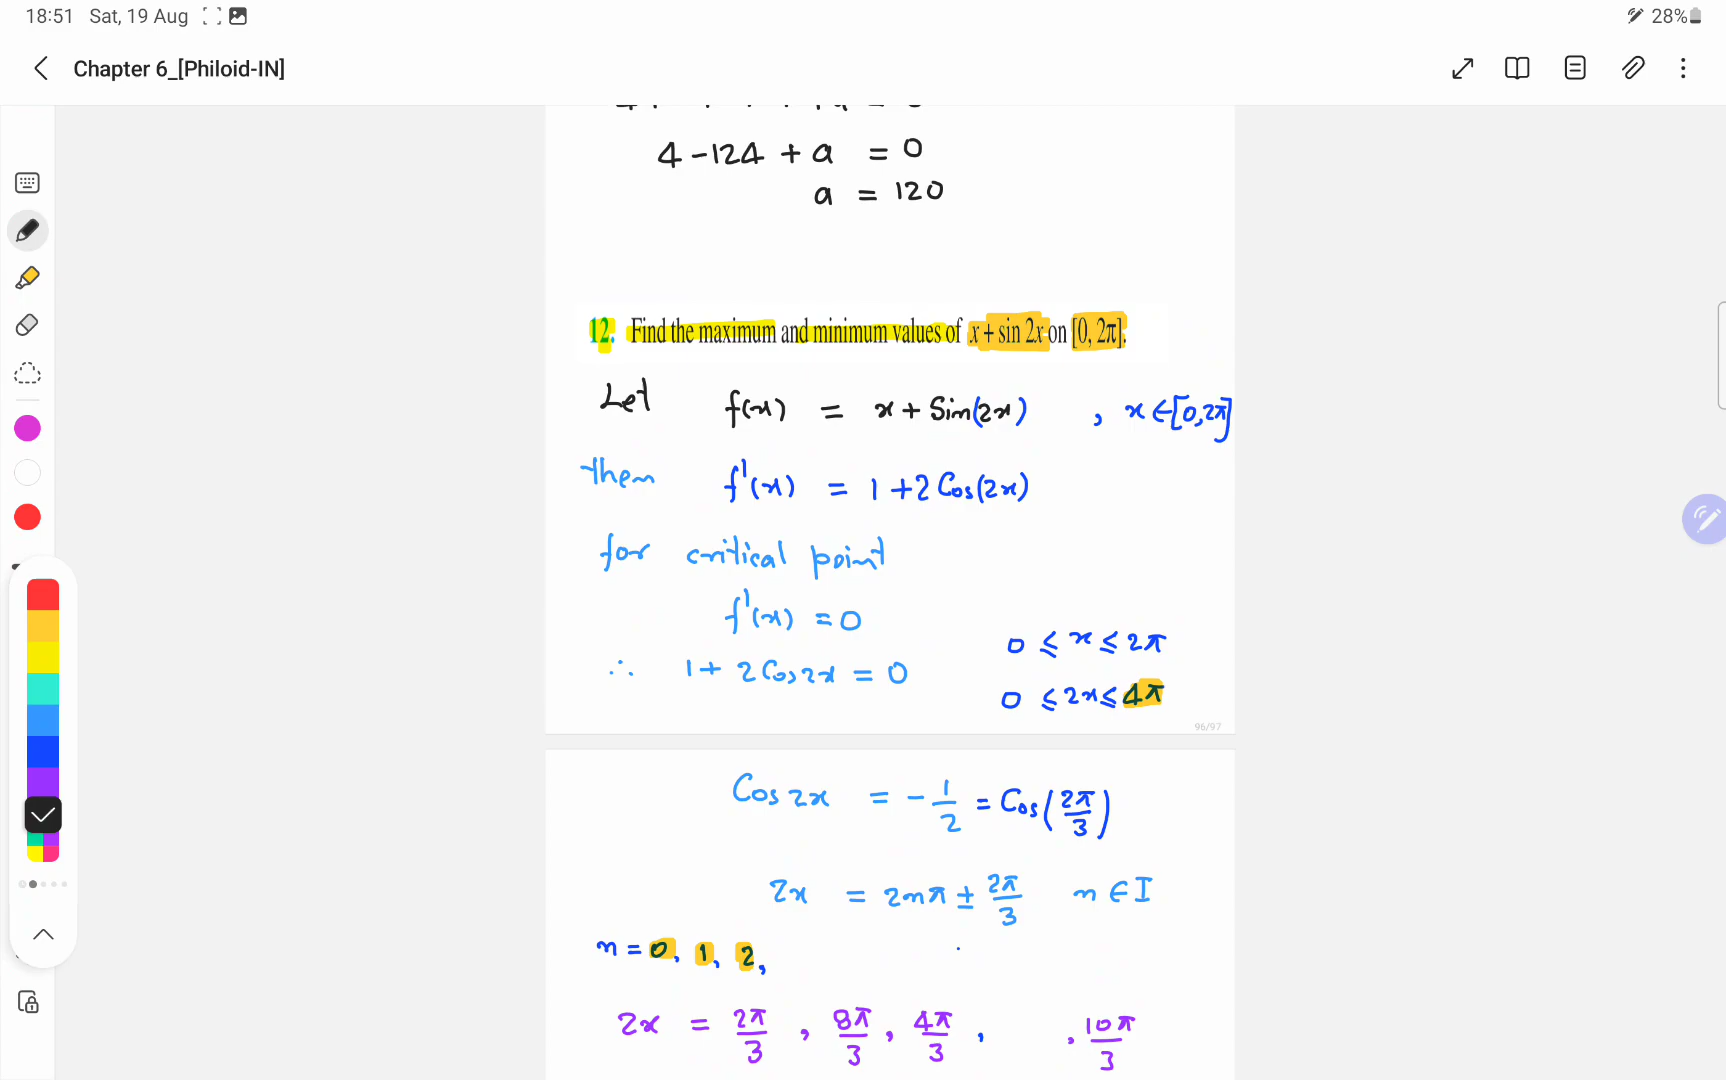 18:51 Sat, 19 Aug 28%
Chapter 6_[Philoid-IN]
4 - 124 + a = 0
a = 120
12. Find the maximum and minimum values of x + sin 2x on [0, 2π].
Let f(x) = x + Sin(2x) , x ∈ [0, 2π]
then f'(x) = 1 + 2 Cos(2x)
for critical point
f'(x) = 0
0 ≤ x ≤ 2π
∴ 1 + 2 Cos 2x = 0
0 ≤ 2x ≤ 4π
96/97
Cos 2x = - 1/2 = Cos(2π/3)
2x = 2nπ ± 2π/3 n ∈ I
n = 0, 1, 2,
2x = 2π/3 , 8π/3 , 4π/3 , , 10π/3